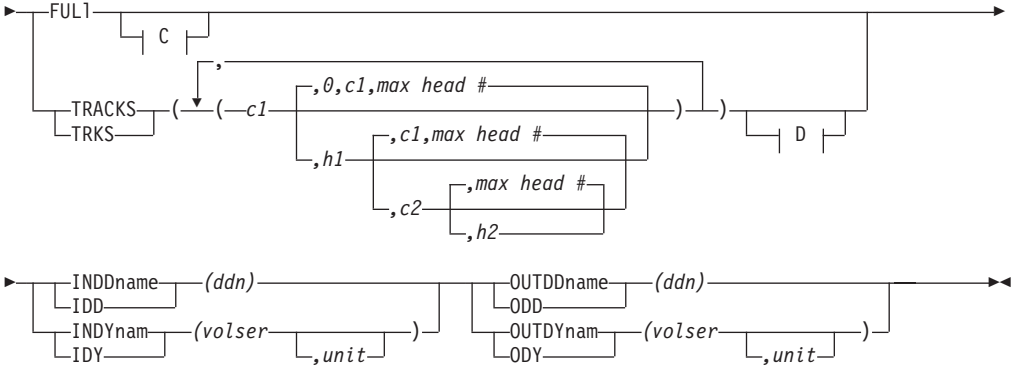 FULl
C
,
,0,c1,max head #
TRACKS ( (c1 ) )
TRKS
D
,c1,max head #
,h1
,max head #
,c2
,h2
INDDname (ddn) OUTDDname (ddn)
IDD ODD
INDYnam (volser ) OUTDYnam (volser )
IDY ,unit ODY ,unit